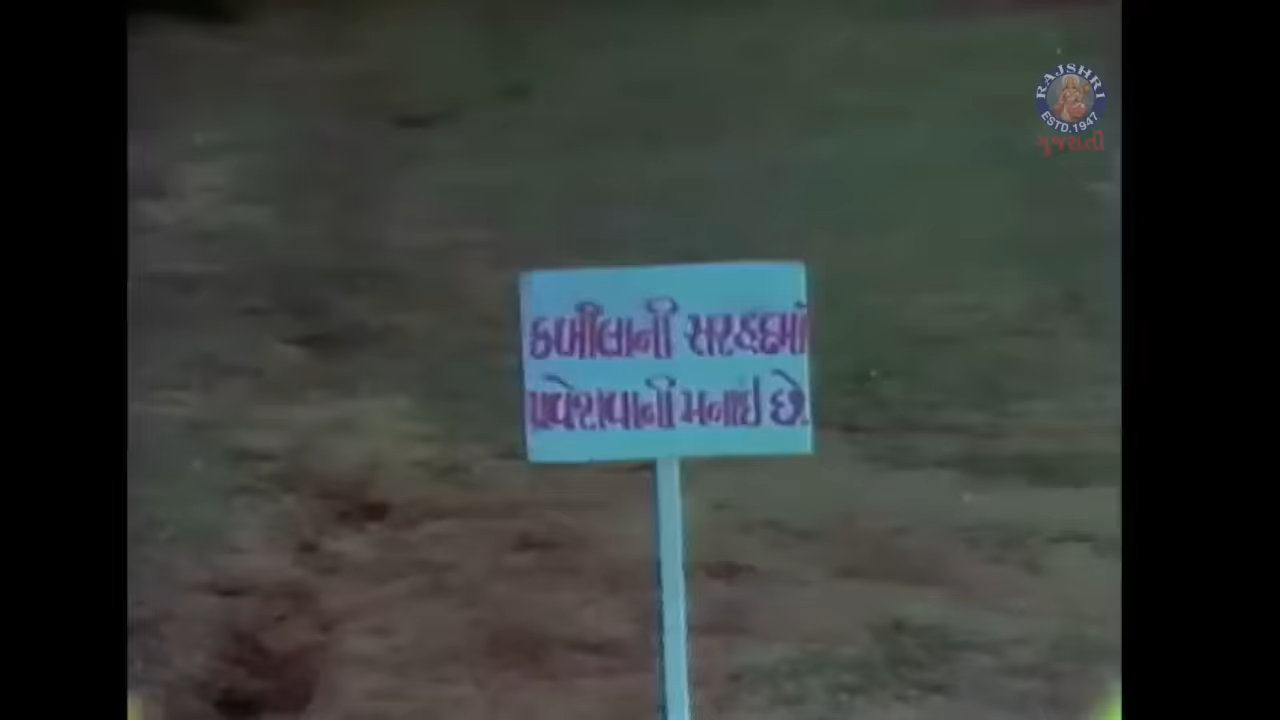 RAJSHRI
ESTD.1947
ગુજરાતી
કબીલાની સરહદમાં
પ્રવેશવાની મનાઇ છે.